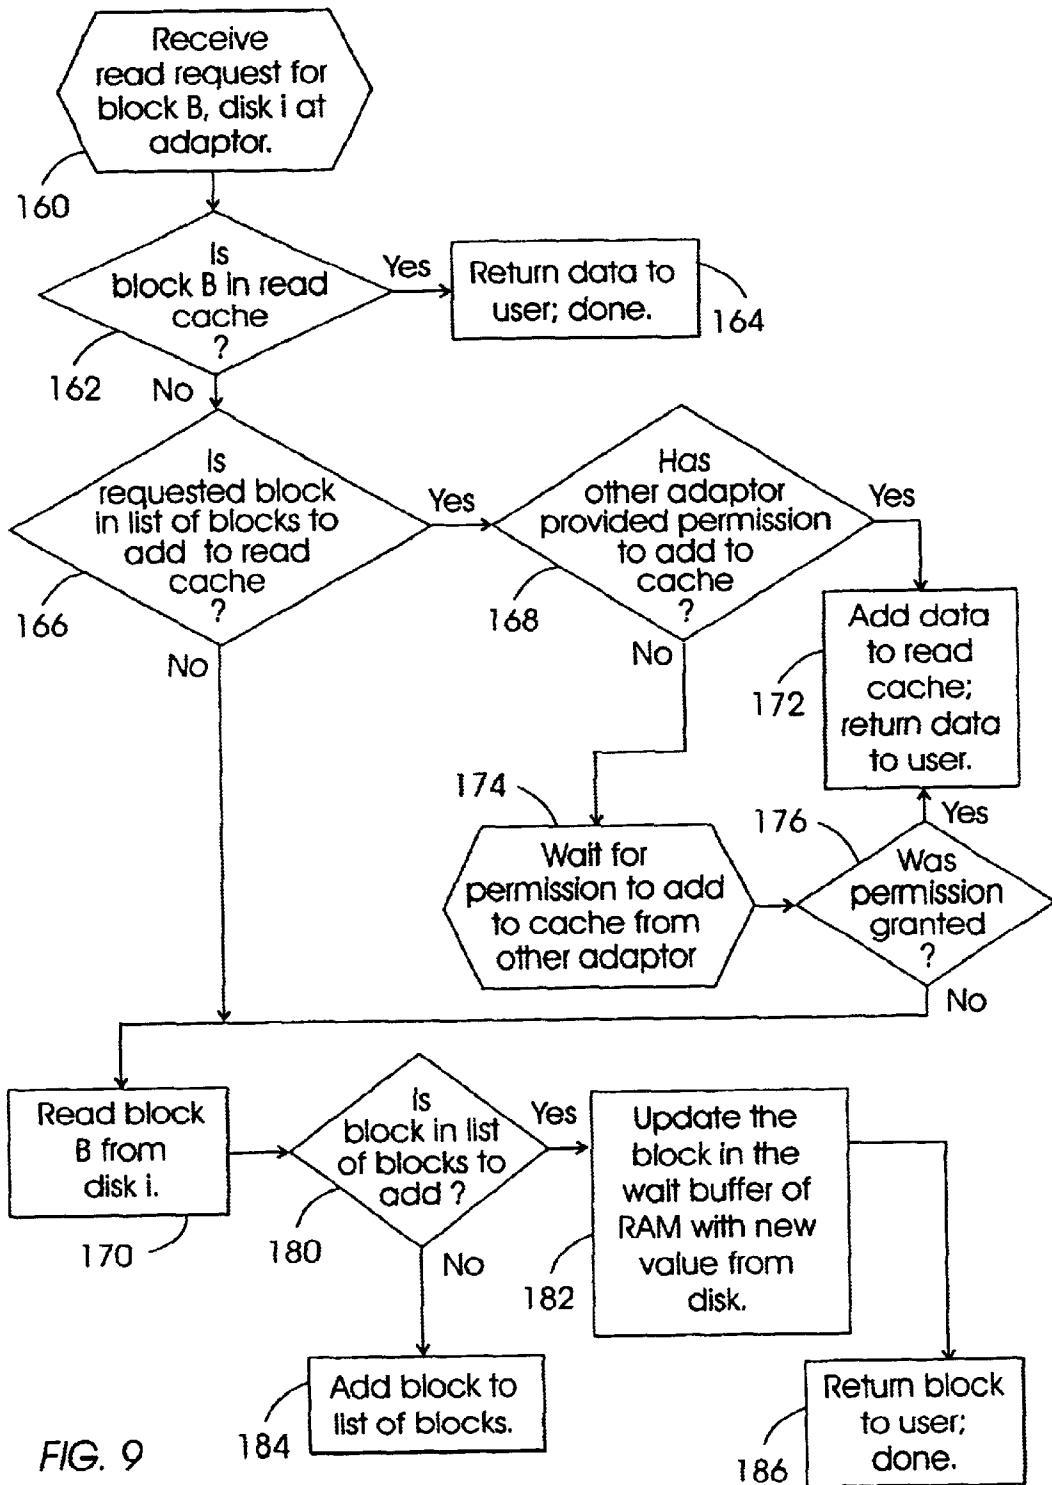 Receive
read request for
block B, disk i at
adaptor.
160
Is
block B in read
cache
?
162
Yes
Return data to
user; done.
164
No
Is
requested block
in list of blocks to
add to read
cache
?
166
Yes
Has
other adaptor
provided permission
to add to
cache
?
168
Yes
No
No
Add data
to read
cache;
return data
to user.
172
174
Wait for
permission to add
to cache from
other adaptor
176
Yes
Was
permission
granted
?
No
Read block
B from
disk i.
170
Is
block in list
of blocks to
add ?
180
Yes
Update the
block in the
wait buffer of
RAM with new
value from
disk.
182
No
Add block to
list of blocks.
184
Return block
to user;
done.
186
FIG. 9